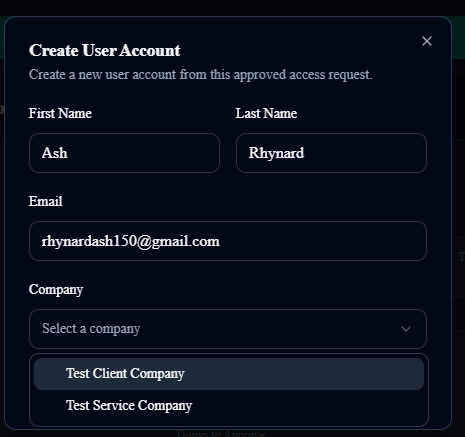 Create User Account
Create a new user account from this approved access request.
First Name
Last Name
Ash
Rhynard
Email
rhynardash150@gmail.com
Company
Select a company
Test Client Company
Test Service Company
Things to Approve